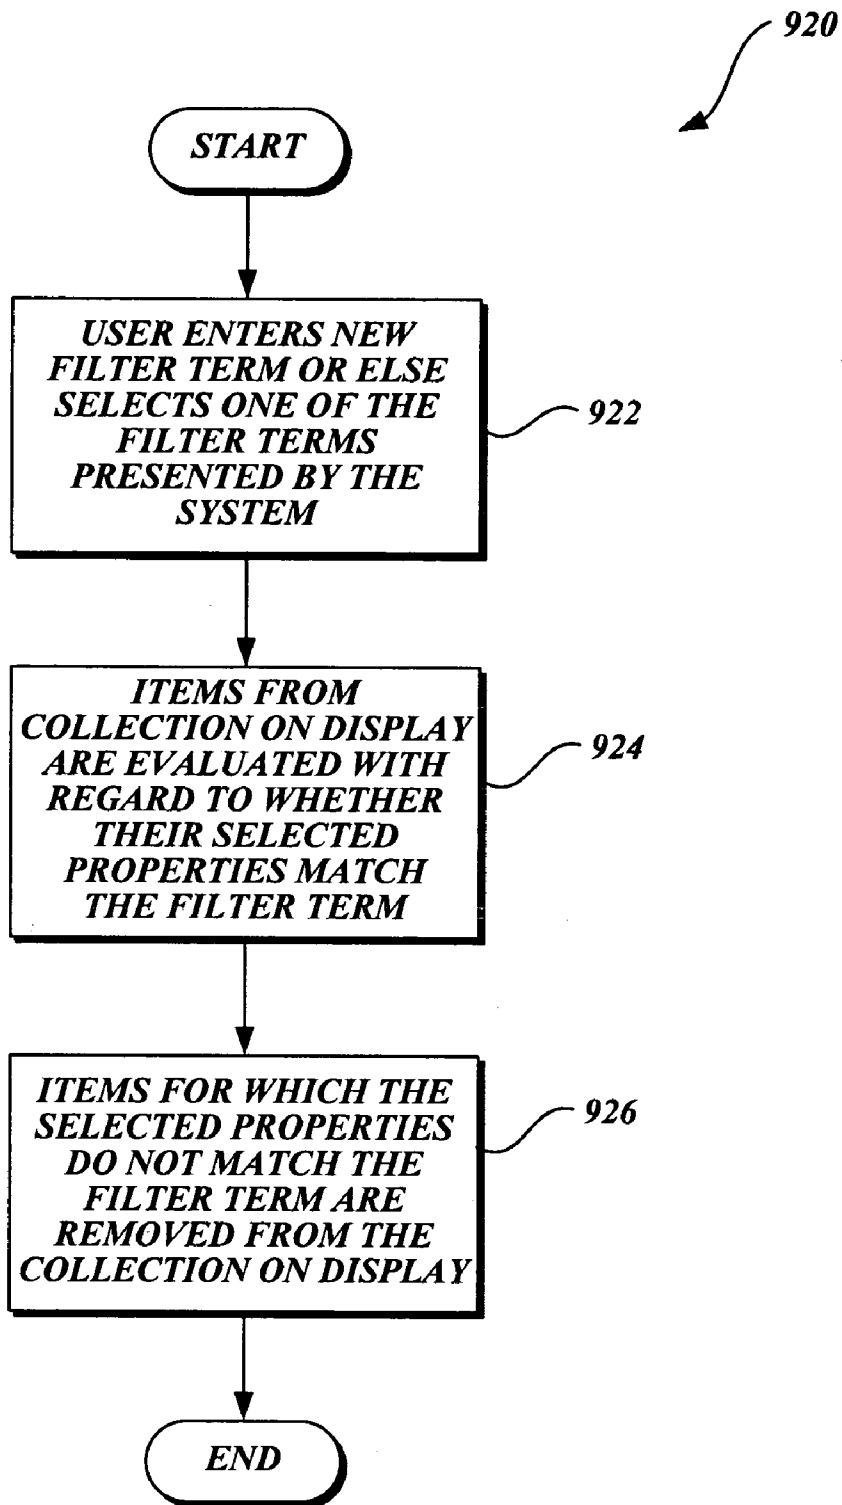 920
START
USER ENTERS NEW
FILTER TERM OR ELSE
SELECTS ONE OF THE
FILTER TERMS
PRESENTED BY THE
SYSTEM
922
ITEMS FROM
COLLECTION ON DISPLAY
ARE EVALUATED WITH
REGARD TO WHETHER
THEIR SELECTED
PROPERTIES MATCH
THE FILTER TERM
924
ITEMS FOR WHICH THE
SELECTED PROPERTIES
DO NOT MATCH THE
FILTER TERM ARE
REMOVED FROM THE
COLLECTION ON DISPLAY
926
END